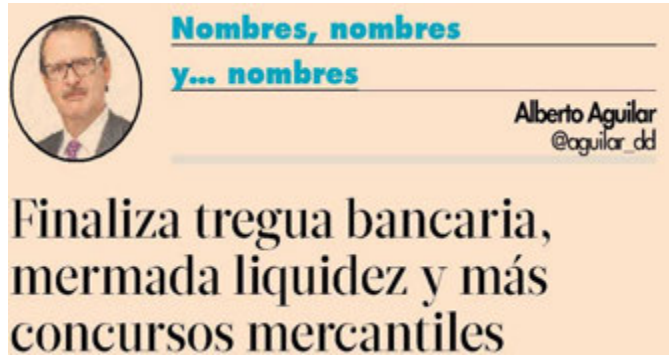 Nombres, nombres
y... nombres
Alberto Aguilar
@aguilar_dd
Finaliza tregua bancaria,
mermada liquidez y más
concursos mercantiles